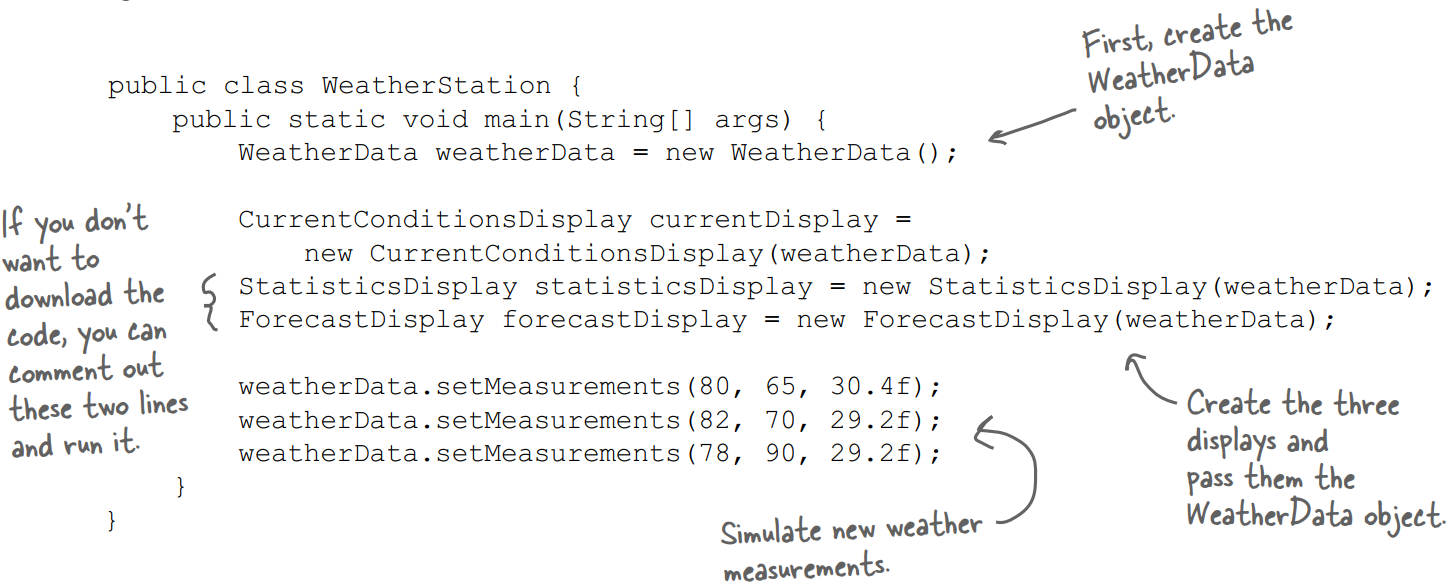 First, create the
WeatherData
object.
public class WeatherStation {
public static void main(String[] args) {
WeatherData weatherData = new WeatherData();
If you don't
want to
download the
code, you can
comment out
these two lines
and run it.
CurrentConditionsDisplay currentDisplay =
new CurrentConditionsDisplay(weatherData);
StatisticsDisplay statisticsDisplay = new StatisticsDisplay(weatherData);
ForecastDisplay forecastDisplay = new ForecastDisplay(weatherData);
weatherData.setMeasurements(80, 65, 30.4f);
weatherData.setMeasurements(82, 70, 29.2f);
weatherData.setMeasurements(78, 90, 29.2f);
}
}
Create the three
displays and
pass them the
WeatherData object.
Simulate new weather
measurements.